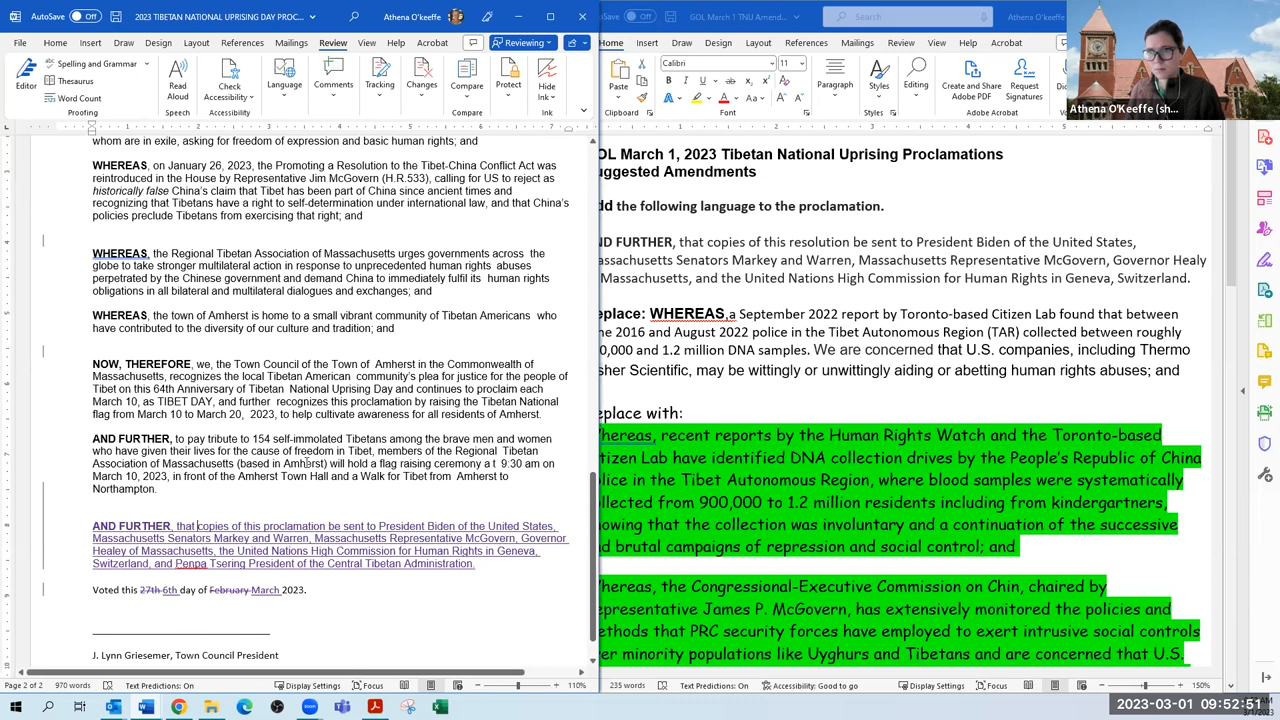 AutoSave Off 2023 TIBETAN NATIONAL UPRISING DAY PROC... Athena O'Keeffe
File Home Insert Draw Design Layout References Mailings Review View Help Acrobat Reviewing
Editor Spelling and Grammar Thesaurus Word Count Read Aloud Check Accessibility Language Comments Tracking Changes Compare Protect Hide Ink
Proofing Speech Accessibility Compare Ink
whom are in exile, asking for freedom of expression and basic human rights; and
WHEREAS, on January 26, 2023, the Promoting a Resolution to the Tibet-China Conflict Act was
reintroduced in the House by Representative Jim McGovern (H.R.533), calling for US to reject as
historically false China's claim that Tibet has been part of China since ancient times and
recognizing that Tibetans have a right to self-determination under international law, and that China's
policies preclude Tibetans from exercising that right; and
WHEREAS, the Regional Tibetan Association of Massachusetts urges governments across the
globe to take stronger multilateral action in response to unprecedented human rights abuses
perpetrated by the Chinese government and demand China to immediately fulfil its human rights
obligations in all bilateral and multilateral dialogues and exchanges; and
WHEREAS, the town of Amherst is home to a small vibrant community of Tibetan Americans who
have contributed to the diversity of our culture and tradition; and
NOW, THEREFORE, we, the Town Council of the Town of Amherst in the Commonwealth of
Massachusetts, recognizes the local Tibetan American community's plea for justice for the people of
Tibet on this 64th Anniversary of Tibetan National Uprising Day and continues to proclaim each
March 10, as TIBET DAY, and further recognizes this proclamation by raising the Tibetan National
flag from March 10 to March 20, 2023, to help cultivate awareness for all residents of Amherst.
AND FURTHER, to pay tribute to 154 self-immolated Tibetans among the brave men and women
who have given their lives for the cause of freedom in Tibet, members of the Regional Tibetan
Association of Massachusetts (based in Amherst) will hold a flag raising ceremony at 9:30 am on
March 10, 2023, in front of the Amherst Town Hall and a Walk for Tibet from Amherst to
Northampton.
AND FURTHER, that copies of this proclamation be sent to President Biden of the United States,
Massachusetts Senators Markey and Warren, Massachusetts Representative McGovern, Governor
Healey of Massachusetts, the United Nations High Commission for Human Rights in Geneva,
Switzerland, and Penpa Tsering President of the Central Tibetan Administration.
Voted this 27th 6th day of February March 2023.
J. Lynn Griesemer, Town Council President
Page 2 of 2 970 words Text Predictions: On Display Settings Focus 110%
Save Off GOL March 1 TNU Amend... Search Athena O'Keeffe
Home Insert Draw Design Layout References Mailings Review View Help Acrobat
Paste Calibri 11 Paragraph Styles Editing Create and Share Adobe PDF Request Signatures
Clipboard Font Styles Adobe Acrobat
OL March 1, 2023 Tibetan National Uprising Proclamations
uggested Amendments
dd the following language to the proclamation.
ND FURTHER, that copies of this resolution be sent to President Biden of the United States,
assachusetts Senators Markey and Warren, Massachusetts Representative McGovern, Governor Healy
Massachusetts, and the United Nations High Commission for Human Rights in Geneva, Switzerland.
eplace: WHEREAS, a September 2022 report by Toronto-based Citizen Lab found that between
ne 2016 and August 2022 police in the Tibet Autonomous Region (TAR) collected between roughly
0,000 and 1.2 million DNA samples. We are concerned that U.S. companies, including Thermo
sher Scientific, may be wittingly or unwittingly aiding or abetting human rights abuses; and
eplace with:
hereas, recent reports by the Human Rights Watch and the Toronto-based
itizen Lab have identified DNA collection drives by the People's Republic of China
olice in the Tibet Autonomous Region, where blood samples were systematically
ollected from 900,000 to 1.2 million residents including from kindergartners,
howing that the collection was involuntary and a continuation of the successive
nd brutal campaigns of repression and social control; and
hereas, the Congressional-Executive Commission on Chin, chaired by
epresentative James P. McGovern, has extensively monitored the policies and
ethods that PRC security forces have employed to exert intrusive social controls
ver minority populations like Uyghurs and Tibetans and are concerned that U.S.
235 words Text Predictions: On Accessibility: Good to go Display Settings Focus 150%
Athena O'Keeffe (sh...
2023-03-01 09:52:51